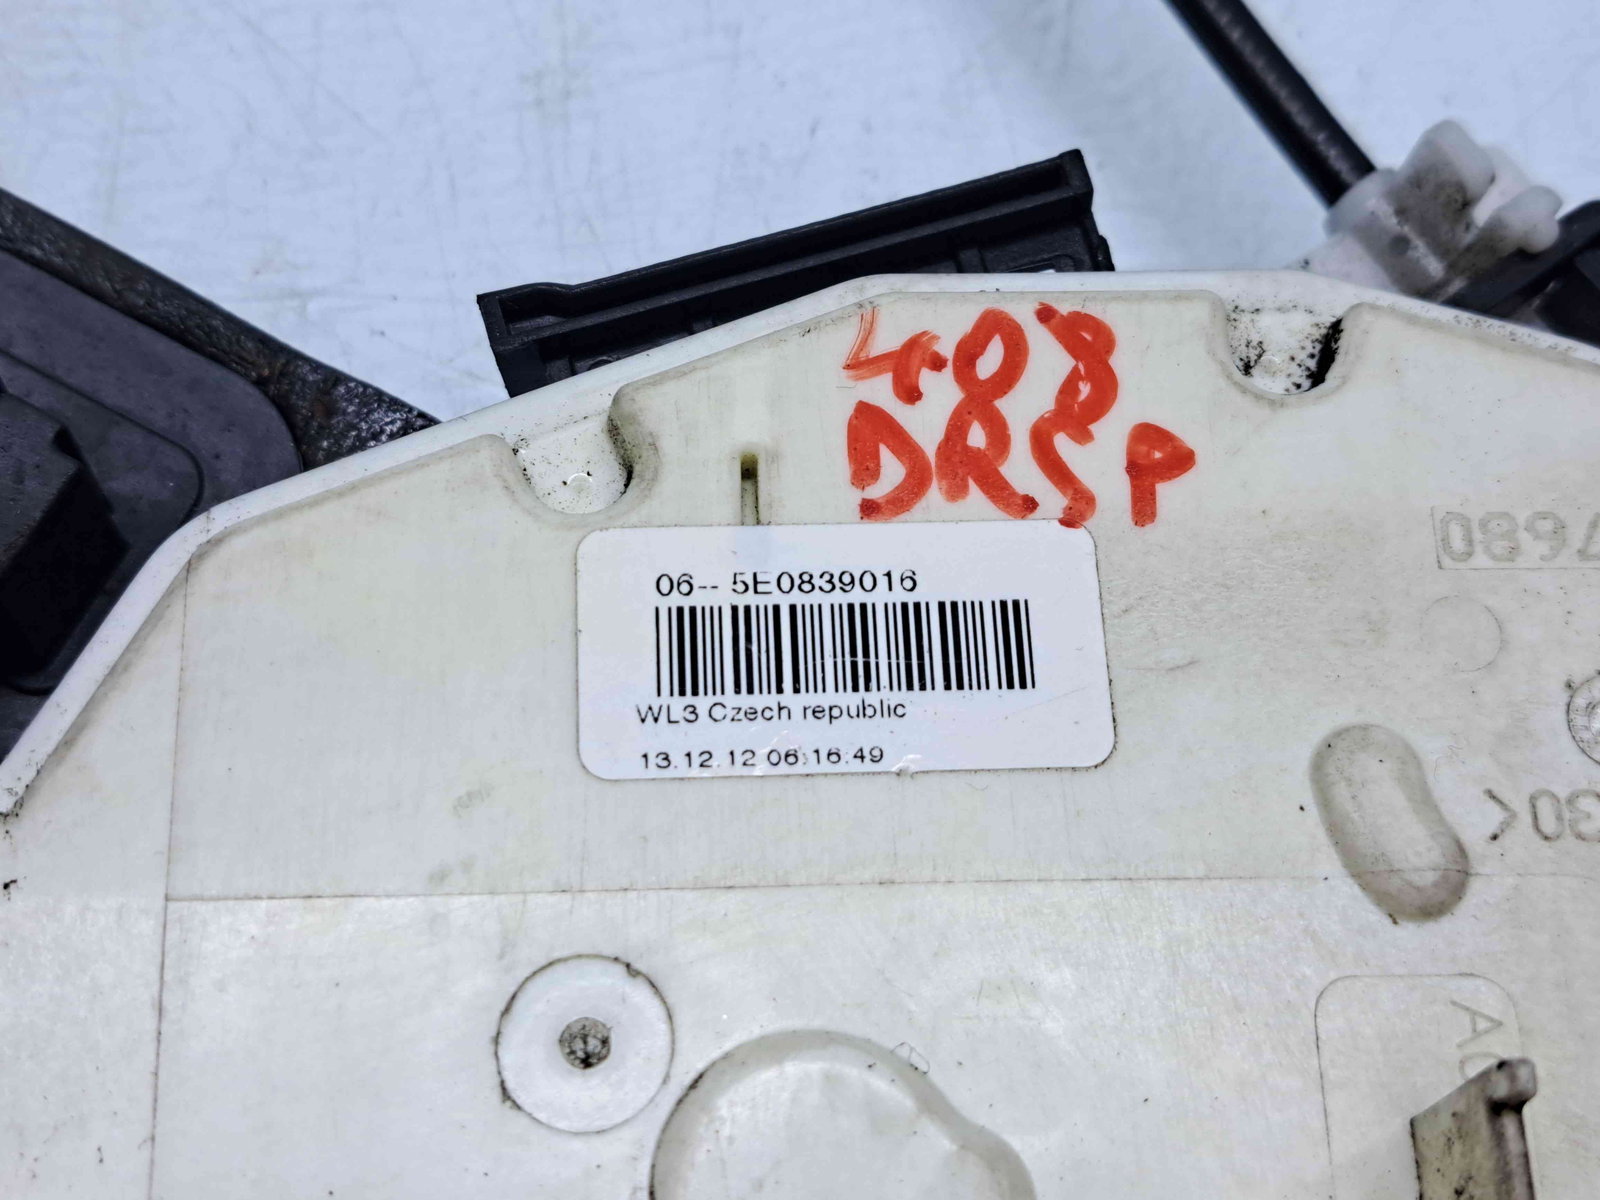 408
DRSP
06-- 5E0839016
WL3 Czech republic
13.12.12 06:16:49